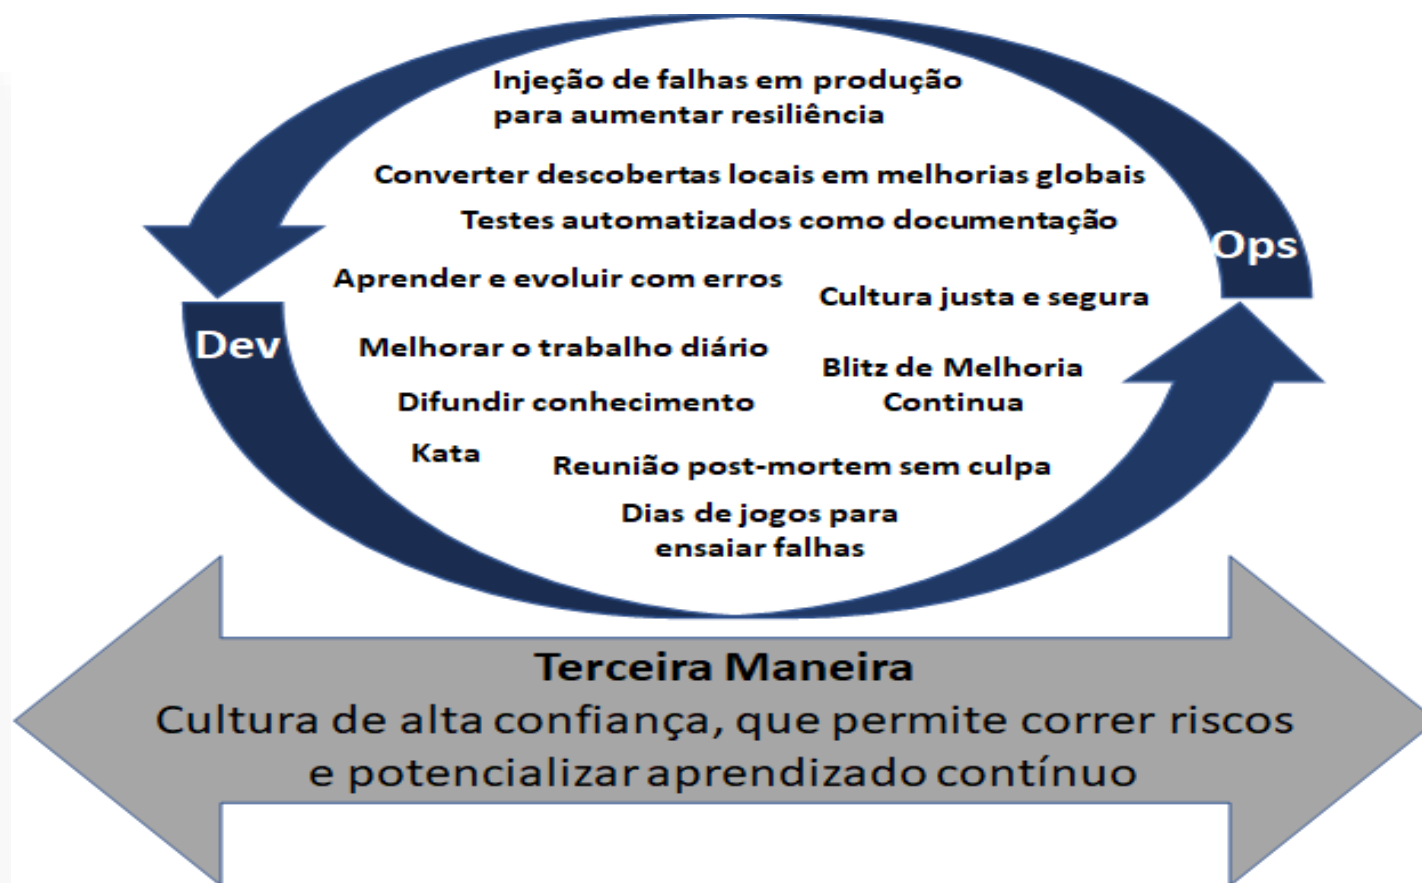 Injeção de falhas em produção
para aumentar resiliência
Converter descobertas locais em melhorias globais
Testes automatizados como documentação
Ops
Aprender e evoluir com erros
Cultura justa e segura
Dev
Melhorar o trabalho diário
Blitz de Melhoria
Continua
Difundir conhecimento
Kata
Reunião post-mortem sem culpa
Dias de jogos para
ensaiar falhas
Terceira Maneira
Cultura de alta confiança, que permite correr riscos
e potencializar aprendizado contínuo